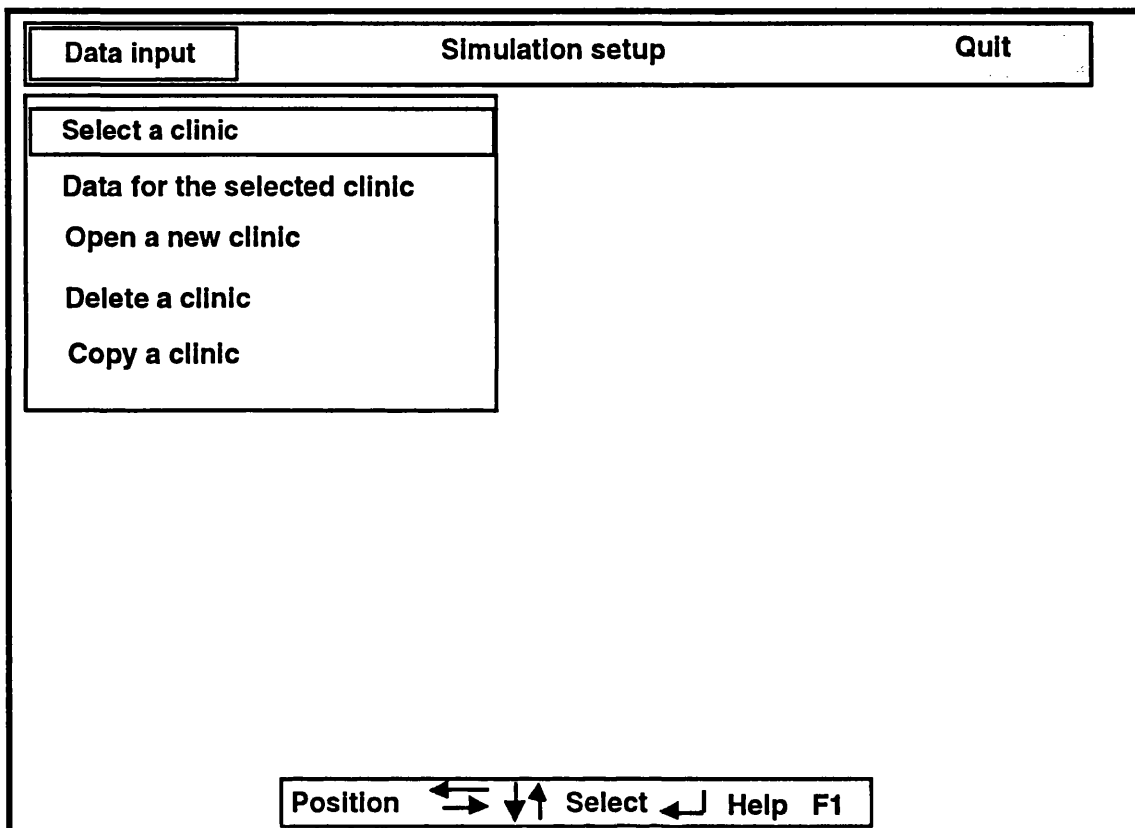 Data input Simulation setup Quit
Select a clinic
Data for the selected clinic
Open a new clinic
Delete a clinic
Copy a clinic
Position Select Help F1